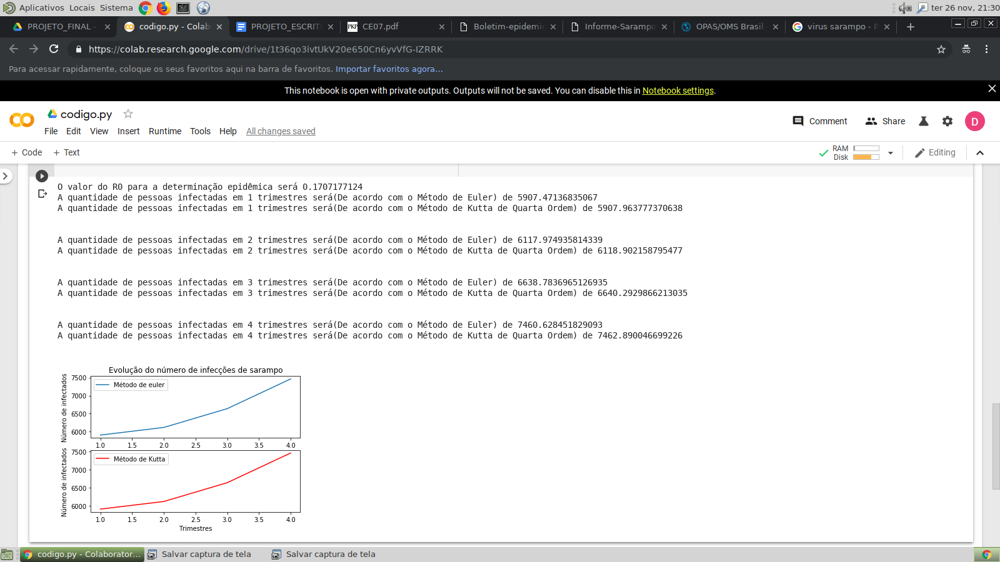 Aplicativos Locais Sistema ter 26 nov, 21:30
PROJETO_FINAL - codigo.py - Colab PROJETO_ESCRIT CE07.pdf Boletim-epidemi Informe-Sarampo OPAS/OMS Brasil virus sarampo - P
https://colab.research.google.com/drive/1t36qo3ivtUkV20e650Cn6yvVfG-IZRRK
Para acessar rapidamente, coloque os seus favoritos aqui na barra de favoritos. Importar favoritos agora...
This notebook is open with private outputs. Outputs will not be saved. You can disable this in Notebook settings.
codigo.py
Comment Share D
File Edit View Insert Runtime Tools Help All changes saved
+ Code + Text RAM Disk Editing
O valor do R0 para a determinação epidêmica será 0.1707177124
A quantidade de pessoas infectadas em 1 trimestres será(De acordo com o Método de Euler) de 5907.47136835067
A quantidade de pessoas infectadas em 1 trimestres será(De acordo com o Método de Kutta de Quarta Ordem) de 5907.963777370638
A quantidade de pessoas infectadas em 2 trimestres será(De acordo com o Método de Euler) de 6117.974935814339
A quantidade de pessoas infectadas em 2 trimestres será(De acordo com o Método de Kutta de Quarta Ordem) de 6118.902158795477
A quantidade de pessoas infectadas em 3 trimestres será(De acordo com o Método de Euler) de 6638.7836965126935
A quantidade de pessoas infectadas em 3 trimestres será(De acordo com o Método de Kutta de Quarta Ordem) de 6640.2929866213035
A quantidade de pessoas infectadas em 4 trimestres será(De acordo com o Método de Euler) de 7460.628451829093
A quantidade de pessoas infectadas em 4 trimestres será(De acordo com o Método de Kutta de Quarta Ordem) de 7462.890046699226
Evolução do número de infecções de sarampo
Número de infectados
7500
7000
6500
6000
Método de euler
1.0 1.5 2.0 2.5 3.0 3.5 4.0
Número de infectados
7500
7000
6500
6000
Método de Kutta
1.0 1.5 2.0 2.5 3.0 3.5 4.0
Trimestres
codigo.py - Colaborator... Salvar captura de tela Salvar captura de tela